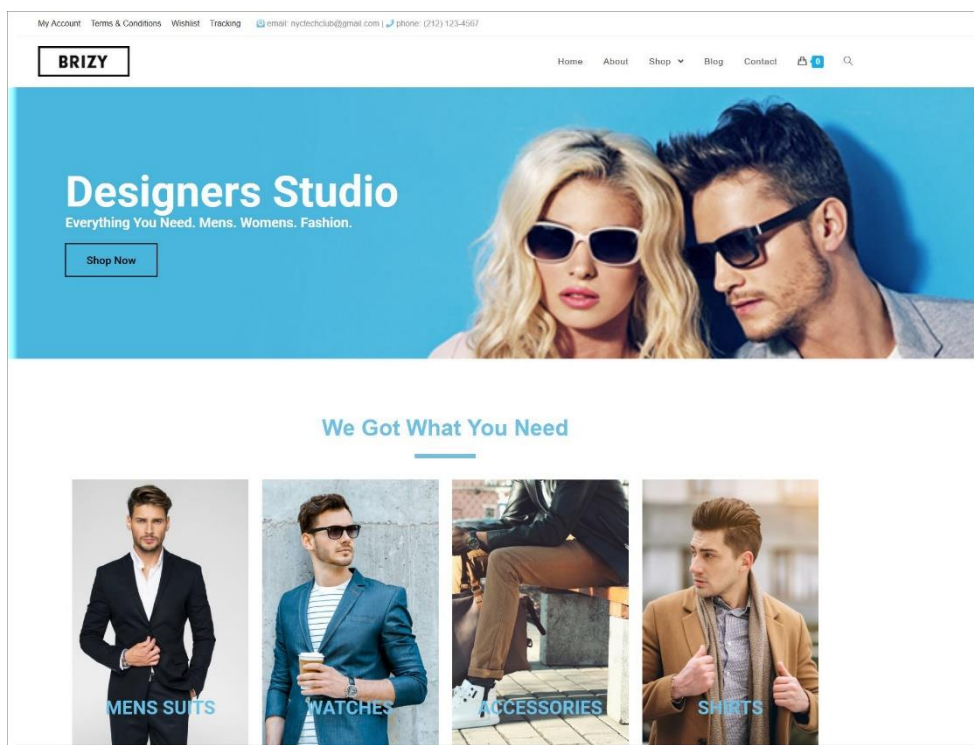 My Account Terms & Conditions Wishlist Tracking email: nyctechclub@gmail.com | phone: (212) 123-4567
BRIZY
Home About Shop Blog Contact 0
Designers Studio
Everything You Need. Mens. Womens. Fashion.
Shop Now
We Got What You Need
MENS SUITS WATCHES ACCESSORIES SHIRTS